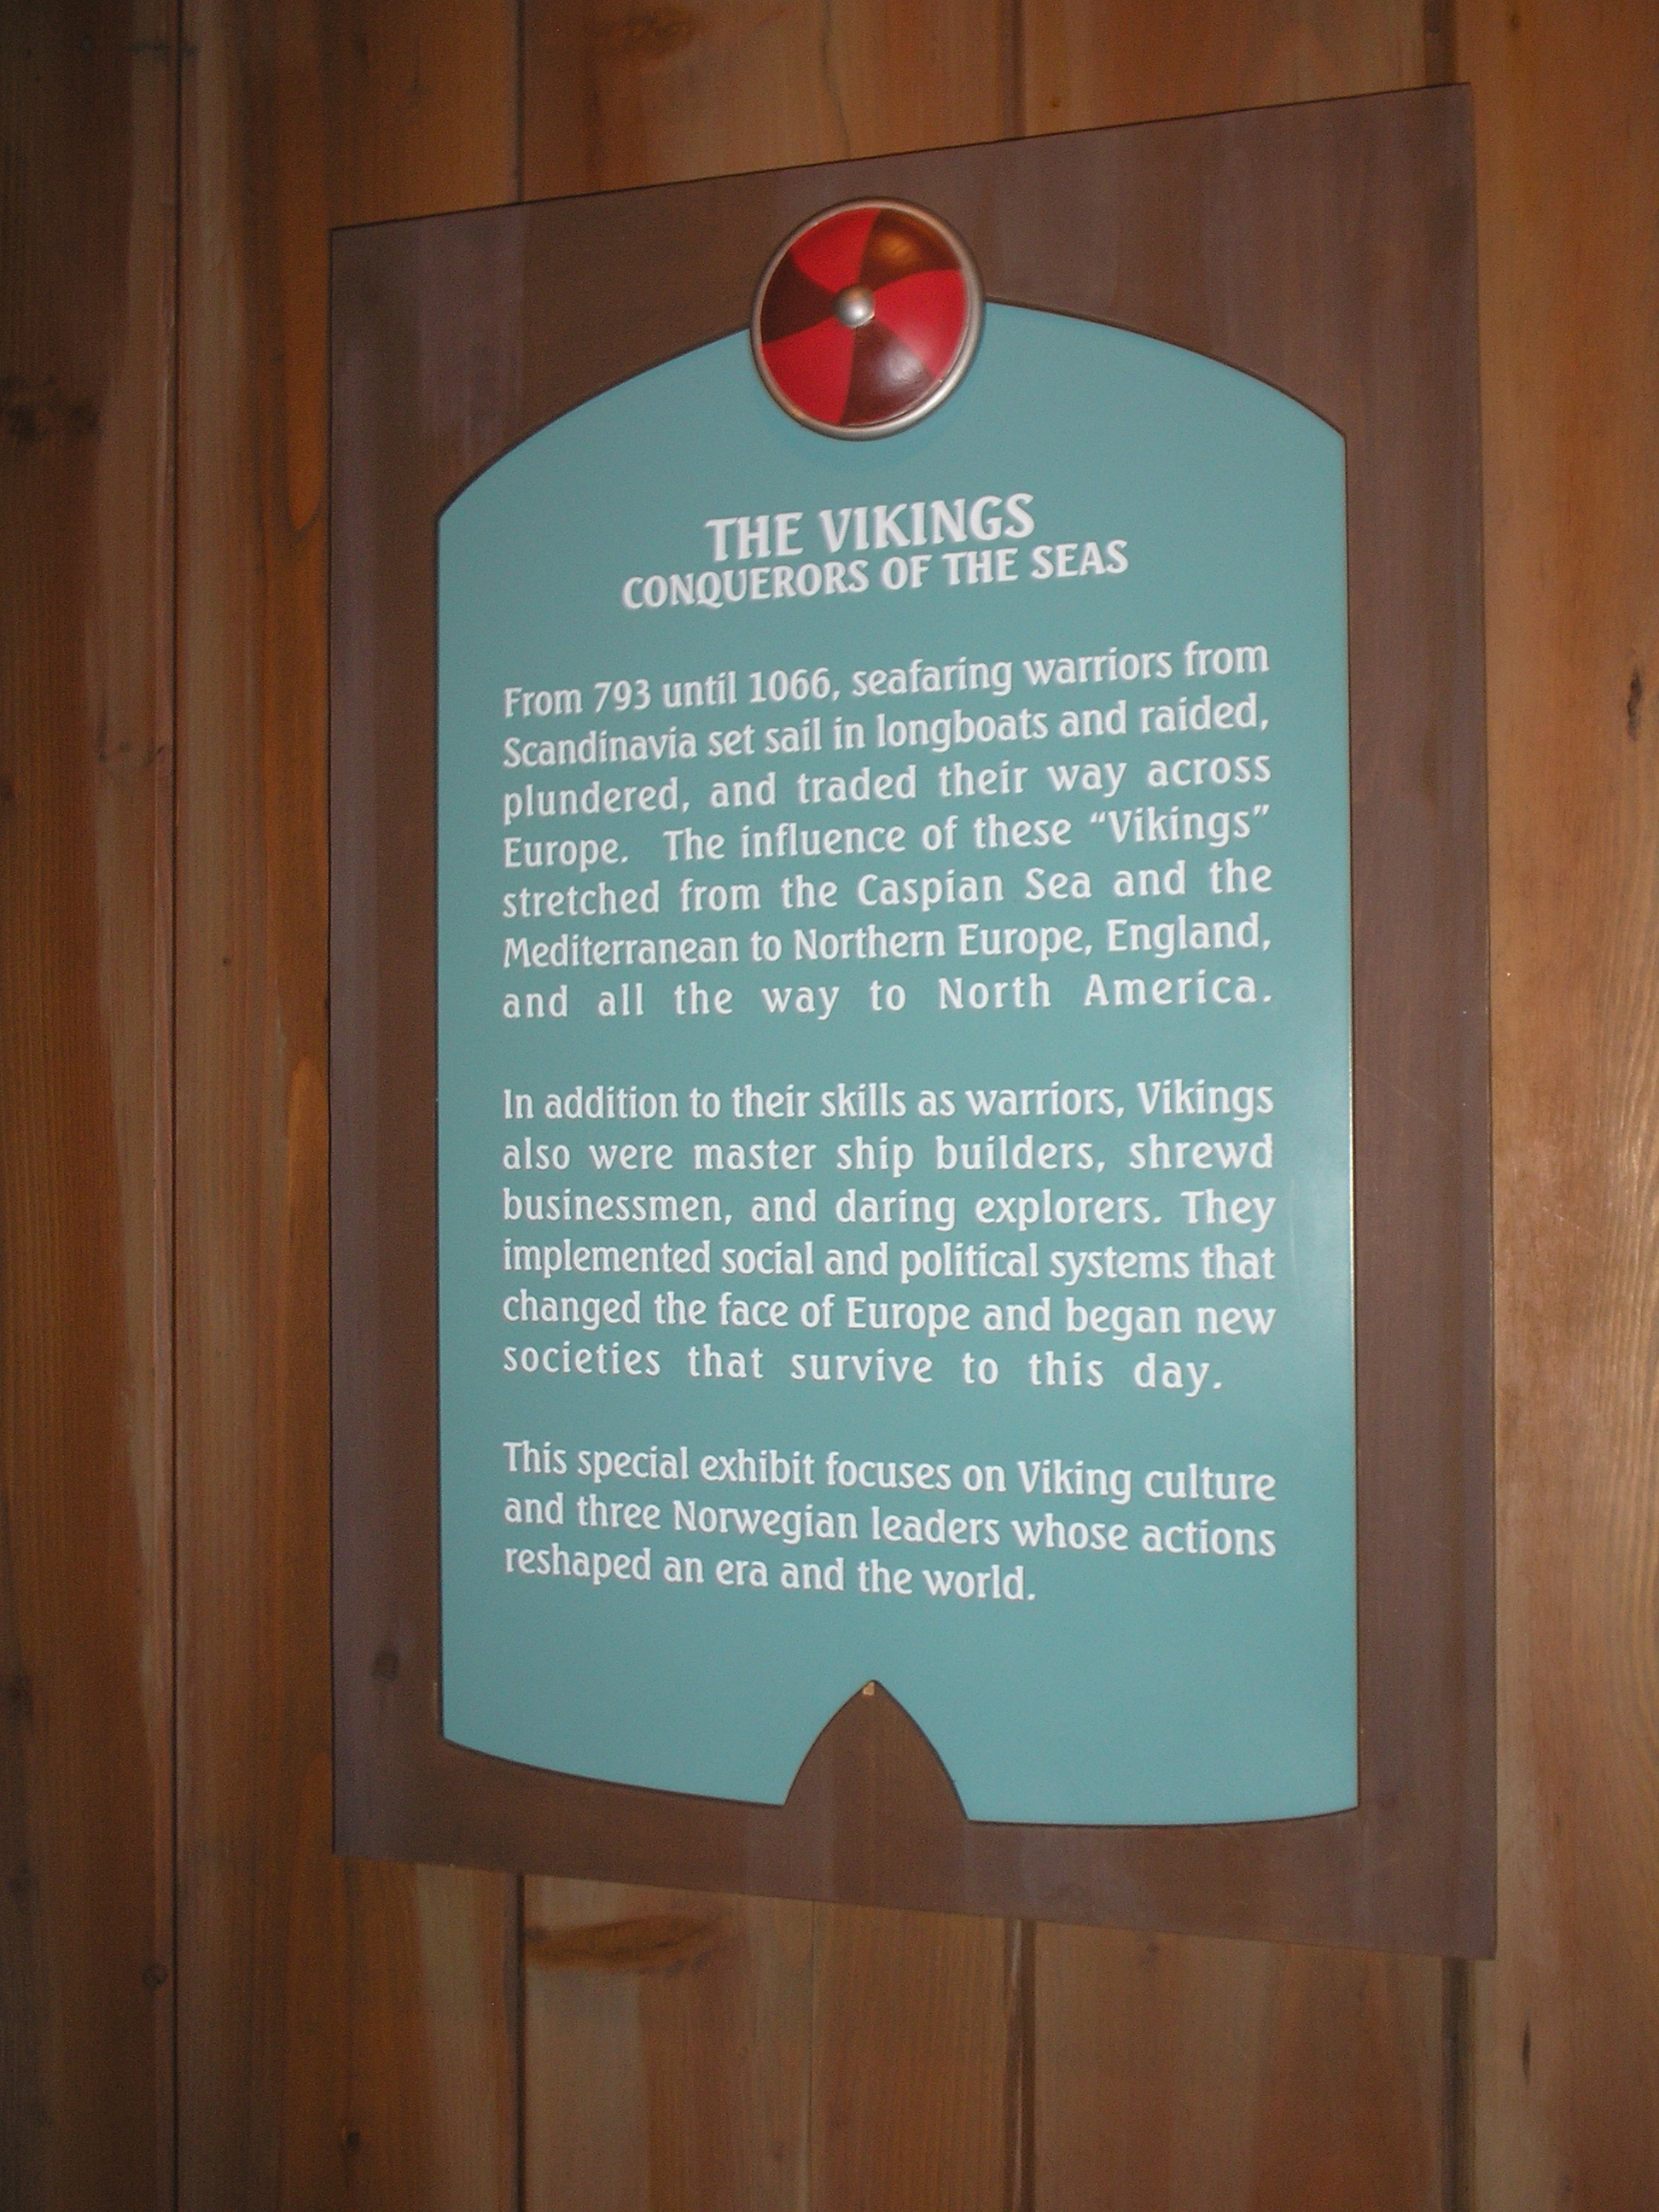 THE VIKINGS
CONQUERORS OF THE SEAS
From 793 until 1066, seafaring warriors from
Scandinavia set sail in longboats and raided,
plundered, and traded their way across
Europe. The influence of these “Vikings”
stretched from the Caspian Sea and the
Mediterranean to Northern Europe, England,
and all the way to North America.
In addition to their skills as warriors, Vikings
also were master ship builders, shrewd
businessmen, and daring explorers. They
implemented social and political systems that
changed the face of Europe and began new
societies that survive to this day.
This special exhibit focuses on Viking culture
and three Norwegian leaders whose actions
reshaped an era and the world.